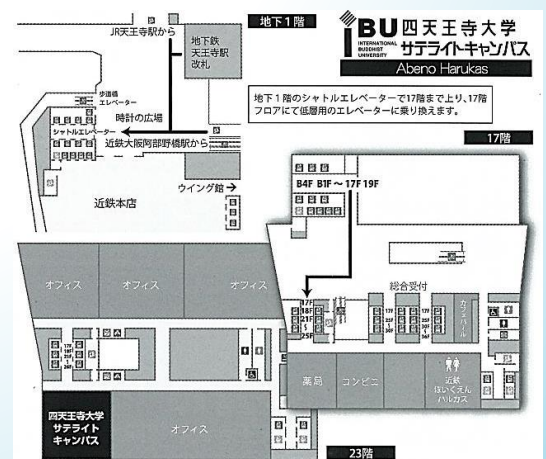 JR天王寺駅から
地下1階
地下鉄
天王寺駅
改札
IBU 四天王寺大学
INTERNATIONAL
BUDDHIST
UNIVERSITY
サテライトキャンパス
Abeno Harukas
歩道橋
エレベーター
時計の広場
シャトルエレベーター
近鉄大阪阿部野橋駅から
地下1階のシャトルエレベーターで17階まで上り、17階
フロアにて低層用のエレベーターに乗り換えます。
ウイング館→
近鉄本店
17階
B4F B1F～17F 19F
総合受付
17F
18F
21F
～
25F
カフェバール
薬局
コンビニ
近鉄
ほいくえん
ハルカス
オフィス
オフィス
オフィス
四天王寺大学
サテライト
キャンパス
オフィス
23階